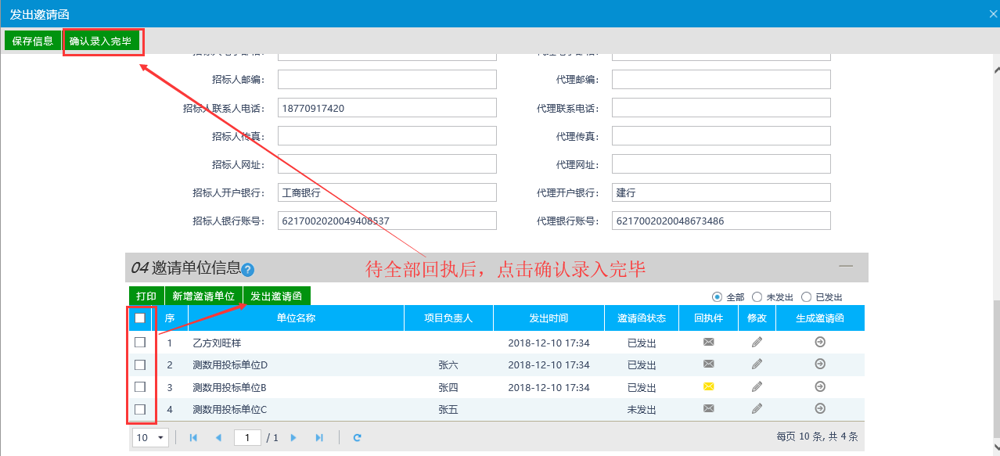 发出邀请函
保存信息 确认录入完毕
招标人邮编： 代理邮编：
招标人联系人电话： 18770917420 代理联系电话：
招标人传真： 代理传真：
招标人网址： 代理网址：
招标人开户银行： 工商银行 代理开户银行： 建行
招标人银行账号： 6217002020049408537 代理银行账号： 6217002020048673486
04 邀请单位信息 ? 待全部回执后，点击确认录入完毕
打印 新增邀请单位 发出邀请函 全部 未发出 已发出
序 单位名称 项目负责人 发出时间 邀请函状态 回执件 修改 生成邀请函
1 乙方刘旺样 2018-12-10 17:34 已发出
2 测数用投标单位D 张六 2018-12-10 17:34 已发出
3 测数用投标单位B 张四 2018-12-10 17:34 已发出
4 测数用投标单位C 张五 未发出
10 1 / 1 每页 10 条, 共 4 条